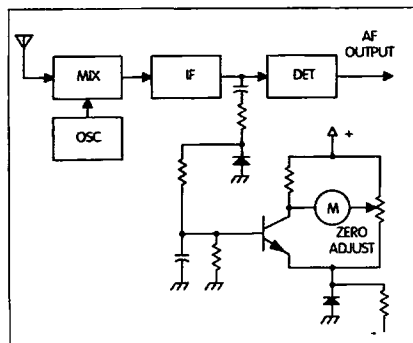 AF
OUTPUT
MIX
IF
DET
OSC
+
M
ZERO
ADJUST
-